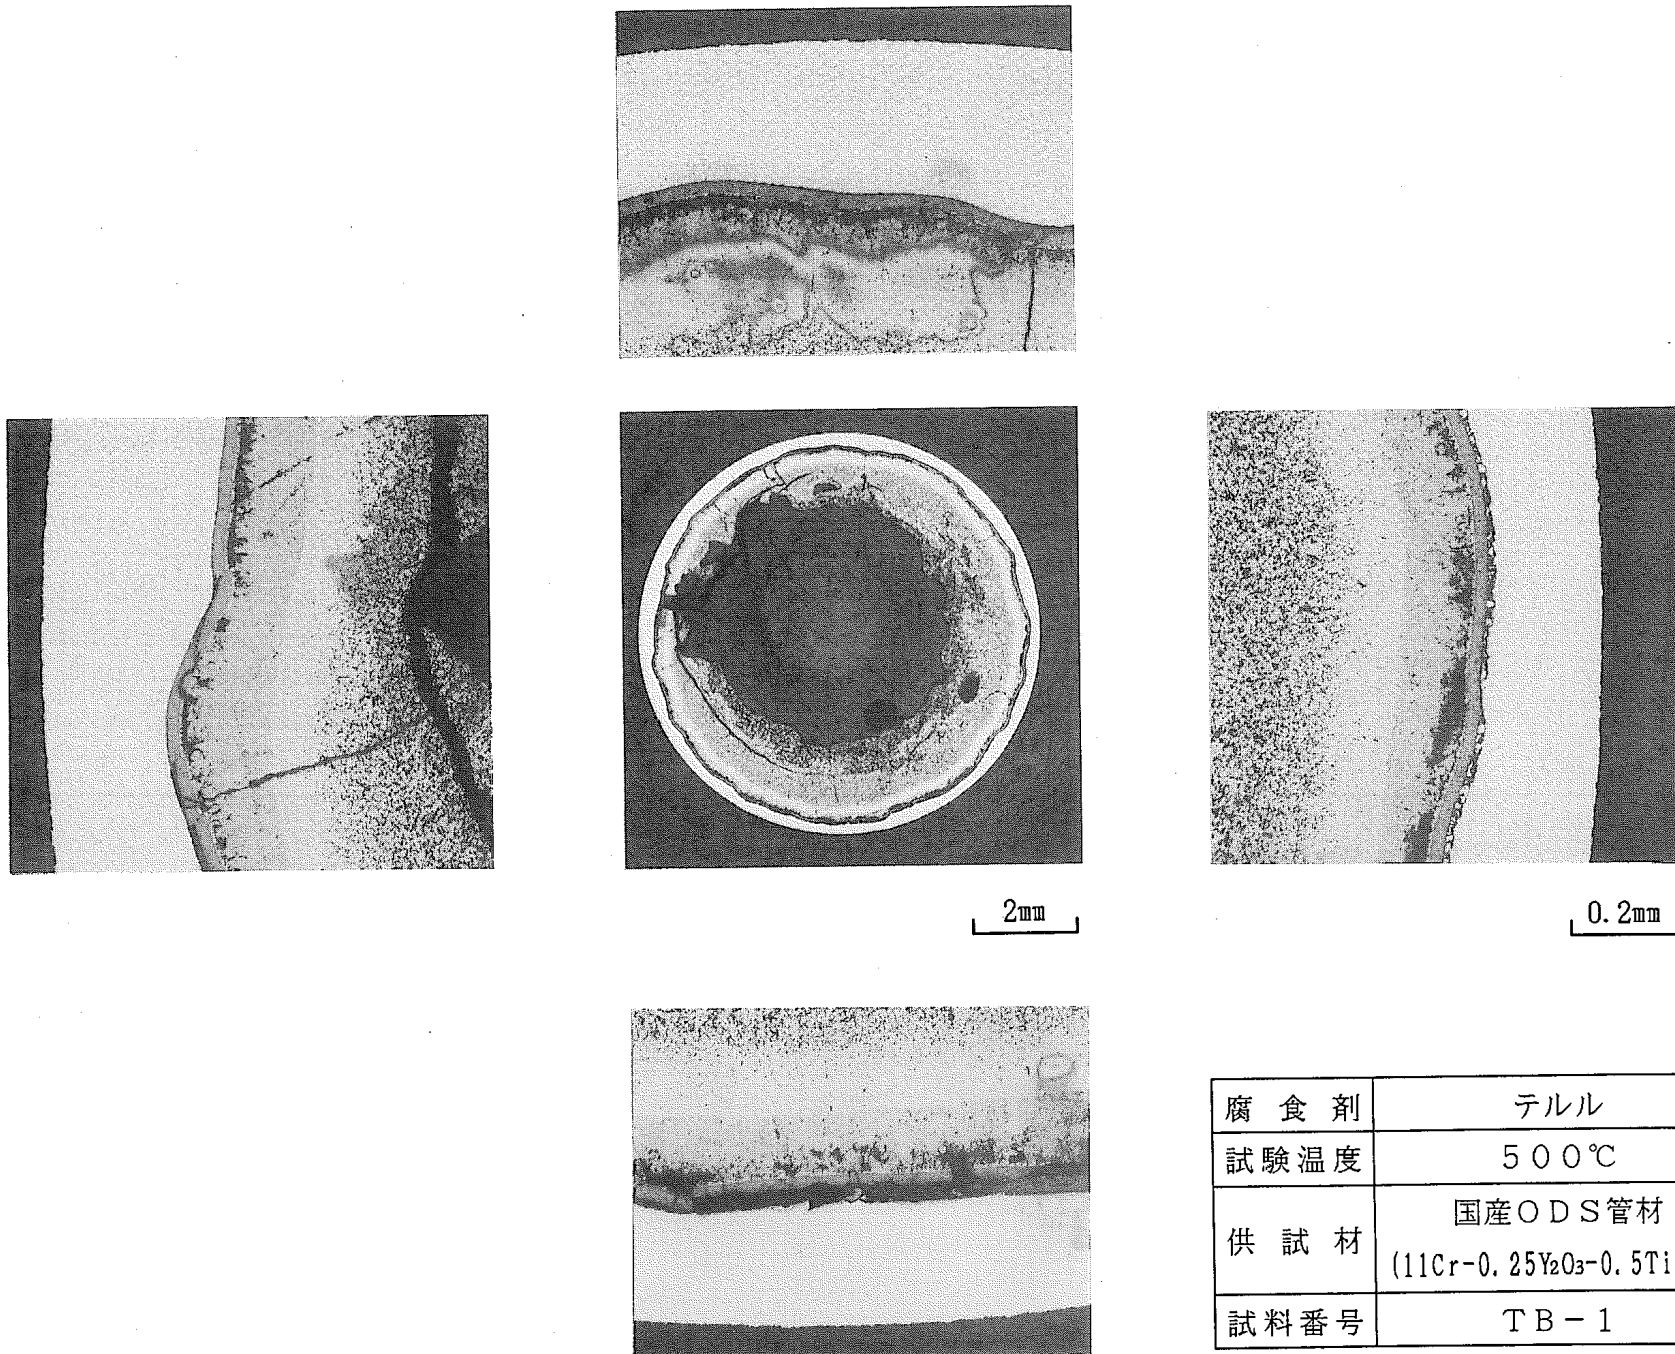 2mm
0.2mm
腐食剤 テルル
試験温度 500℃
供試材 国産ODS管材
(11Cr-0.25Y₂O₃-0.5Ti
試料番号 TB-1